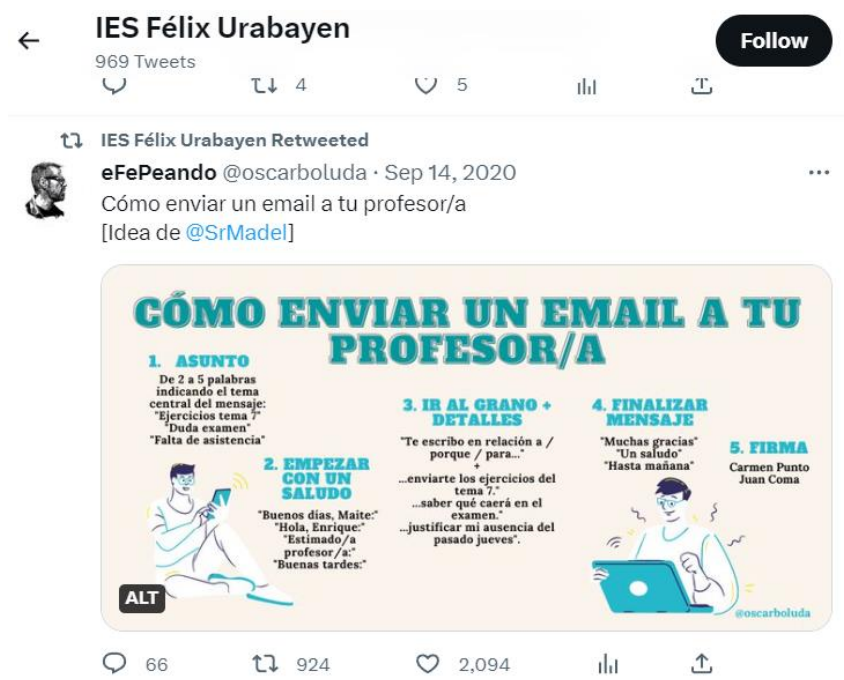 IES Félix Urabayen
969 Tweets
Follow
4
5
IES Félix Urabayen Retweeted
eFePeando @oscarboluda · Sep 14, 2020
Cómo enviar un email a tu profesor/a
[Idea de @SrMadel]
CÓMO ENVIAR UN EMAIL A TU
PROFESOR/A
1. ASUNTO
De 2 a 5 palabras
indicando el tema
central del mensaje:
"Ejercicios tema 7"
"Duda examen"
"Falta de asistencia"
2. EMPEZAR
CON UN
SALUDO
"Buenos días, Maite:"
"Hola, Enrique:"
"Estimado/a
profesor/a:"
"Buenas tardes:"
3. IR AL GRANO +
DETALLES
"Te escribo en relación a /
porque / para..."
+
...enviarte los ejercicios del
tema 7."
...saber qué caerá en el
examen."
...justificar mi ausencia del
pasado jueves".
4. FINALIZAR
MENSAJE
"Muchas gracias"
"Un saludo"
"Hasta mañana"
5. FIRMA
Carmen Punto
Juan Coma
ALT
@oscarboluda
66
924
2,094